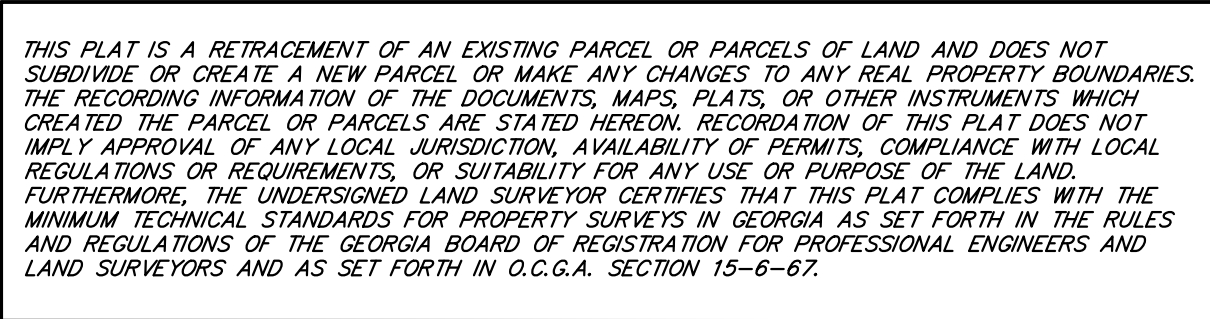 THIS PLAT IS A RETRACEMENT OF AN EXISTING PARCEL OR PARCELS OF LAND AND DOES NOT
SUBDIVIDE OR CREATE A NEW PARCEL OR MAKE ANY CHANGES TO ANY REAL PROPERTY BOUNDARIES.
THE RECORDING INFORMATION OF THE DOCUMENTS, MAPS, PLATS, OR OTHER INSTRUMENTS WHICH
CREATED THE PARCEL OR PARCELS ARE STATED HEREON. RECORDATION OF THIS PLAT DOES NOT
IMPLY APPROVAL OF ANY LOCAL JURISDICTION, AVAILABILITY OF PERMITS, COMPLIANCE WITH LOCAL
REGULATIONS OR REQUIREMENTS, OR SUITABILITY FOR ANY USE OR PURPOSE OF THE LAND.
FURTHERMORE, THE UNDERSIGNED LAND SURVEYOR CERTIFIES THAT THIS PLAT COMPLIES WITH THE
MINIMUM TECHNICAL STANDARDS FOR PROPERTY SURVEYS IN GEORGIA AS SET FORTH IN THE RULES
AND REGULATIONS OF THE GEORGIA BOARD OF REGISTRATION FOR PROFESSIONAL ENGINEERS AND
LAND SURVEYORS AND AS SET FORTH IN O.C.G.A. SECTION 15-6-67.